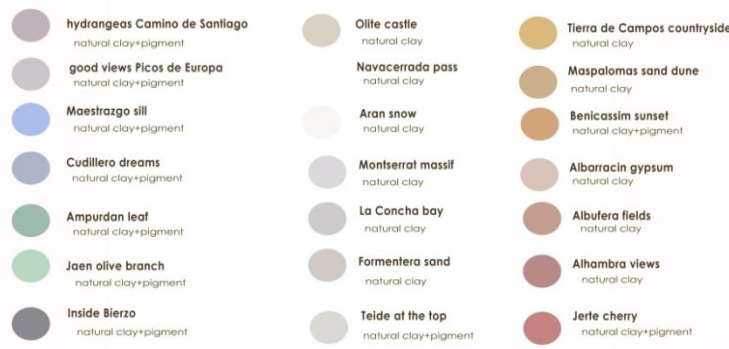 hydrangeas Camino de Santiago
natural clay+pigment
good views Picos de Europa
natural clay+pigment
Maestrazgo sill
natural clay+pigment
Cudillero dreams
natural clay+pigment
Ampurdan leaf
natural clay+pigment
Jaen olive branch
natural clay+pigment
Inside Bierzo
natural clay+pigment
Olite castle
natural clay
Navacerrada pass
natural clay
Aran snow
natural clay
Montserrat massif
natural clay
La Concha bay
natural clay
Formentera sand
natural clay
Teide at the top
natural clay+pigment
Tierra de Campos countryside
natural clay
Maspalomas sand dune
natural clay
Benicassim sunset
natural clay+pigment
Albarracin gypsum
natural clay
Albufera fields
natural clay
Alhambra views
natural clay
Jerte cherry
natural clay+pigment